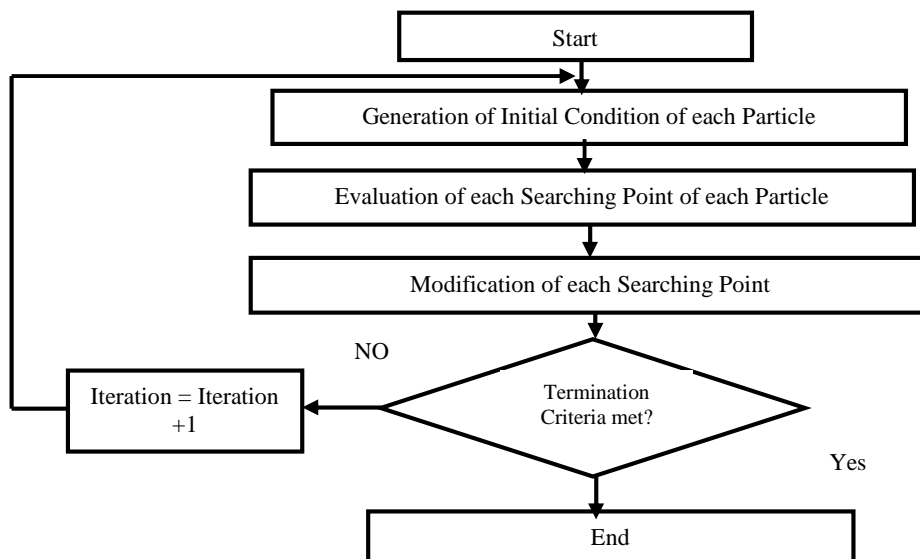 Start
Generation of Initial Condition of each Particle
Evaluation of each Searching Point of each Particle
Modification of each Searching Point
NO
Termination
Criteria met?
Iteration = Iteration
+1
Yes
End